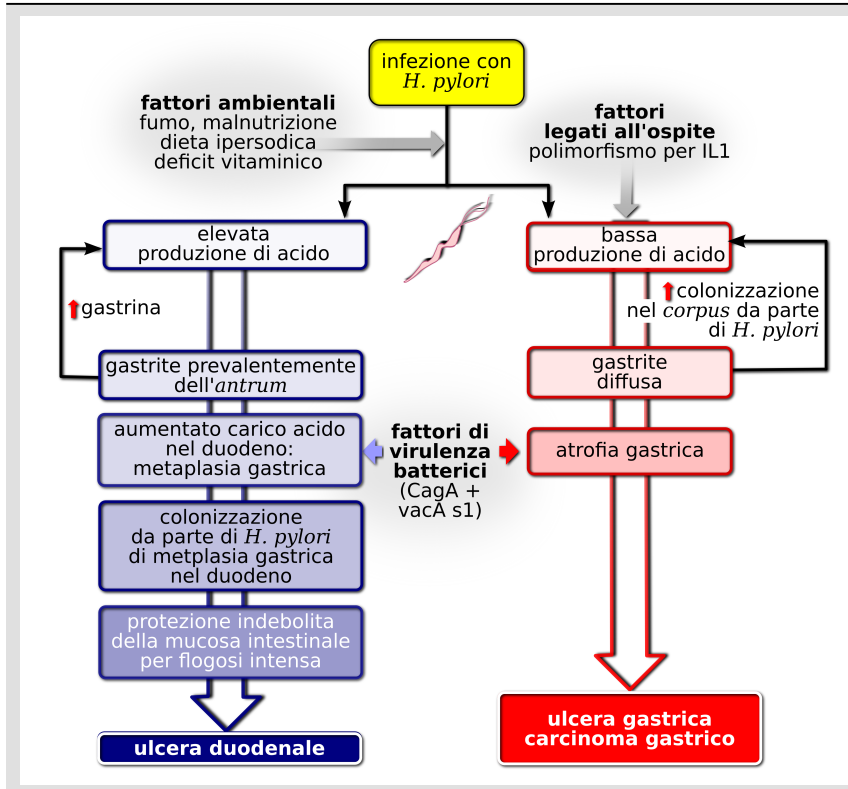 infezione con
H. pylori
fattori ambientali
fumo, malnutrizione
dieta ipersodica
deficit vitaminico
fattori
legati all'ospite
polimorfismo per IL1
elevata
produzione di acido
bassa
produzione di acido
gastrina
colonizzazione
nel corpus da parte
di H. pylori
gastrite prevalentemente
dell'antrum
gastrite
diffusa
aumentato carico acido
nel duodeno:
metaplasia gastrica
fattori di
virulenza
batterici
(CagA +
vacA s1)
atrofia gastrica
colonizzazione
da parte di H. pylori
di metplasia gastrica
nel duodeno
protezione indebolita
della mucosa intestinale
per flogosi intensa
ulcera duodenale
ulcera gastrica
carcinoma gastrico